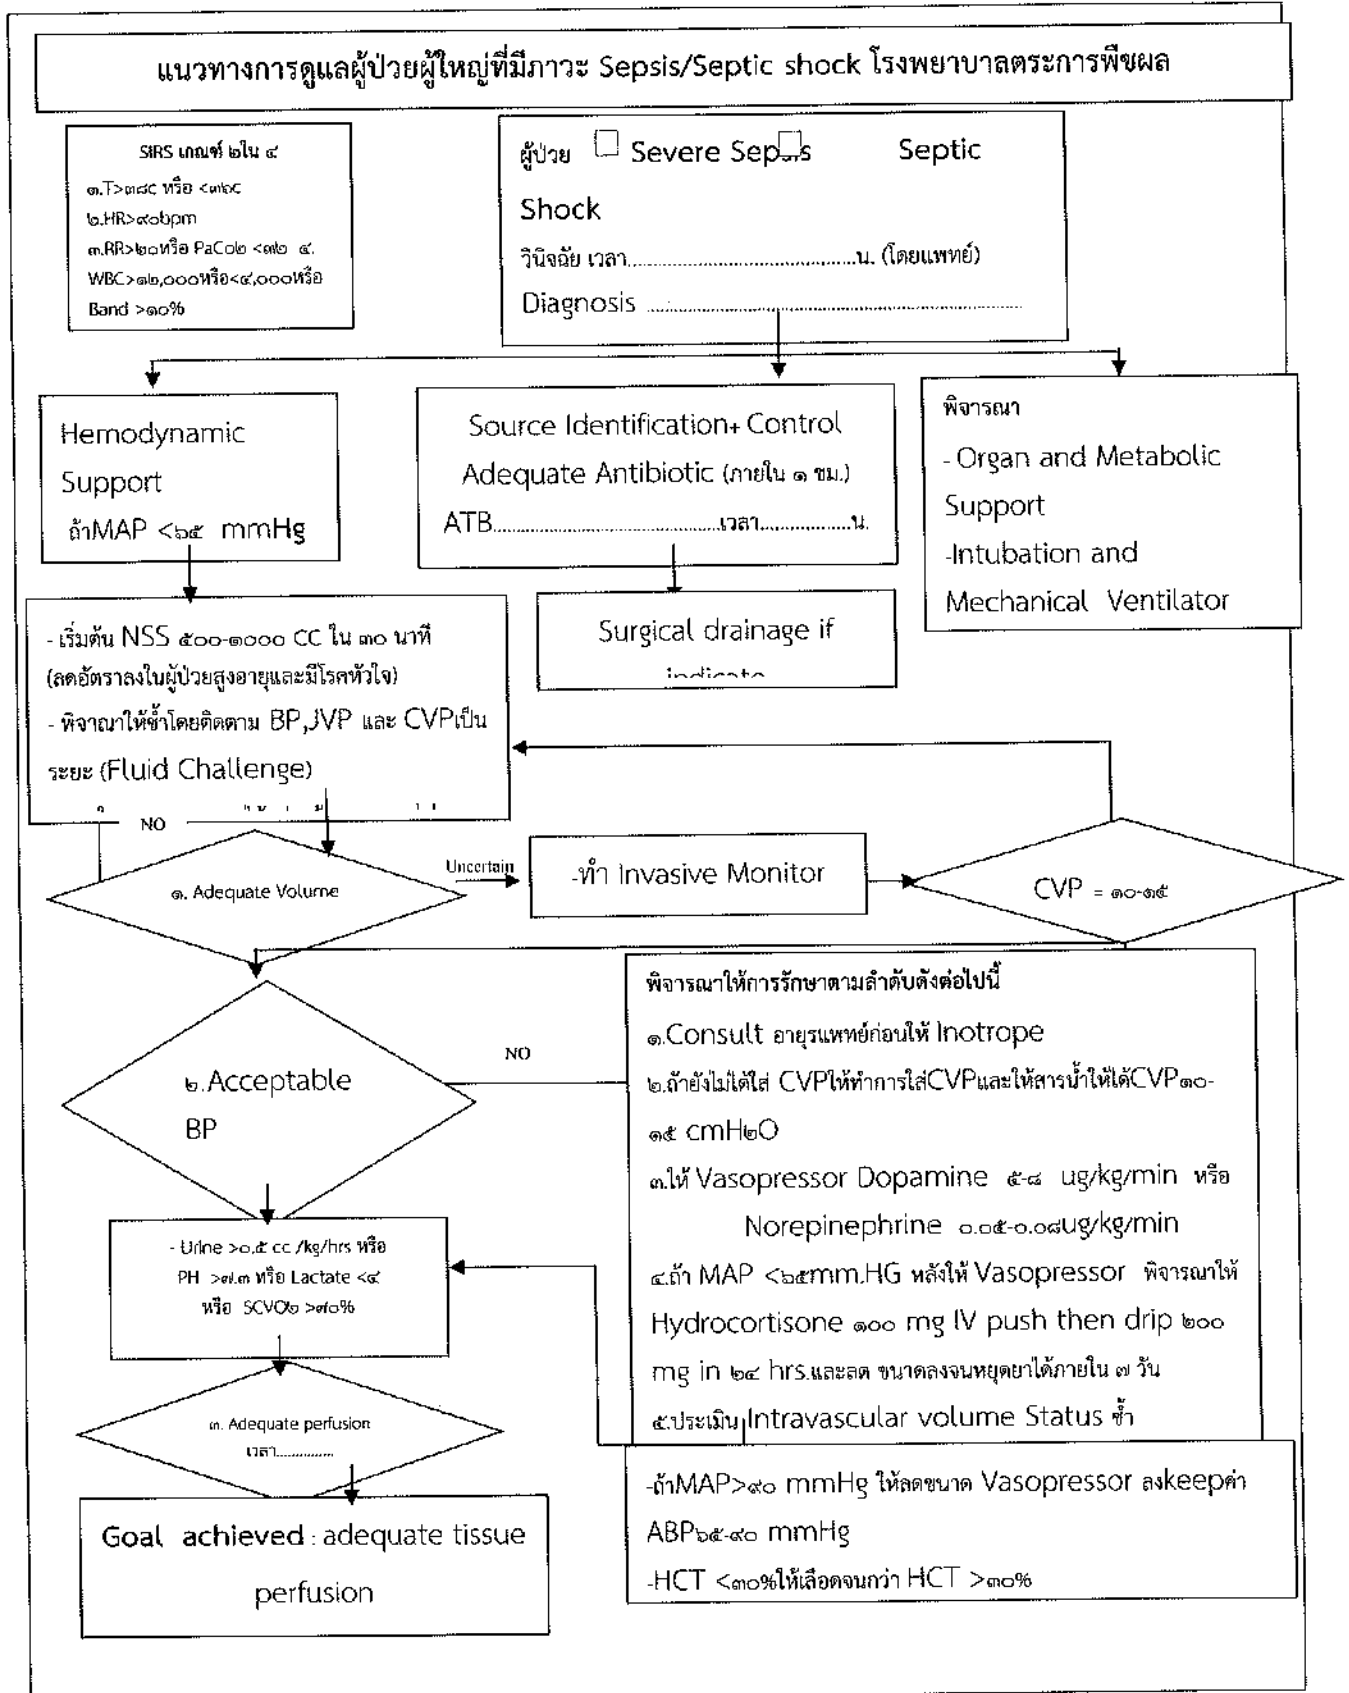 แนวทางการดูแลผู้ป่วยผู้ใหญ่ที่มีภาวะ Sepsis/Septic shock โรงพยาบาลตระการพืชผล
SIRS เกณฑ์ ๒ใน ๔
๑.T>๓๘c หรือ <๓๖c
๒.HR>๙๐bpm
๓.RR>๒๐หรือ PaCo๒ <๓๒ ๔.
WBC>๑๒,๐๐๐หรือ<๔,๐๐๐หรือ
Band >๑๐%
ผู้ป่วย Severe Sepsis Septic
Shock
วินิจฉัย เวลา............................................น. (โดยแพทย์)
Diagnosis ................................................................
Hemodynamic
Support
ถ้าMAP <๖๕ mmHg
Source Identification+ Control
Adequate Antibiotic (ภายใน ๑ ชม.)
ATB.......................................เวลา................น.
Surgical drainage if
indicate
พิจารณา
- Organ and Metabolic
Support
-Intubation and
Mechanical Ventilator
- เริ่มต้น NSS ๕๐๐-๑๐๐๐ CC ใน ๓๐ นาที
(ลดอัตราลงในผู้ป่วยสูงอายุและมีโรคหัวใจ)
- พิจาณาให้ซ้ำโดยติดตาม BP,JVP และ CVPเป็น
ระยะ (Fluid Challenge)
NO
๑. Adequate Volume
Uncertain
-ทำ Invasive Monitor
CVP = ๑๐-๑๕
๒.Acceptable
BP
NO
พิจารณาให้การรักษาตามลำดับดังต่อไปนี้
๑.Consult อายุรแพทย์ก่อนให้ Inotrope
๒.ถ้ายังไม่ได้ใส่ CVPให้ทำการใส่CVPและให้สารน้ำให้ได้CVP๑๐-
๑๕ cmH๒O
๓.ให้ Vasopressor Dopamine ๕-๘ ug/kg/min หรือ
Norepinephrine ๐.๐๕-๐.๐๘ug/kg/min
๔.ถ้า MAP <๖๕mm.HG หลังให้ Vasopressor พิจารณาให้
Hydrocortisone ๑๐๐ mg IV push then drip ๒๐๐
mg in ๒๔ hrs.และลด ขนาดลงจนหยุดยาได้ภายใน ๗ วัน
๕.ประเมิน Intravascular volume Status ซ้ำ
-ถ้าMAP>๙๐ mmHg ให้ลดขนาด Vasopressor ลงkeepค่า
ABP๖๕-๙๐ mmHg
-HCT <๓๐%ให้เลือดจนกว่า HCT >๓๐%
- Urine >๐.๕ cc /kg/hrs หรือ
PH >๗.๓ หรือ Lactate <๔
หรือ SCVO๒ >๗๐%
๓. Adequate perfusion
เวลา..............
Goal achieved : adequate tissue
perfusion